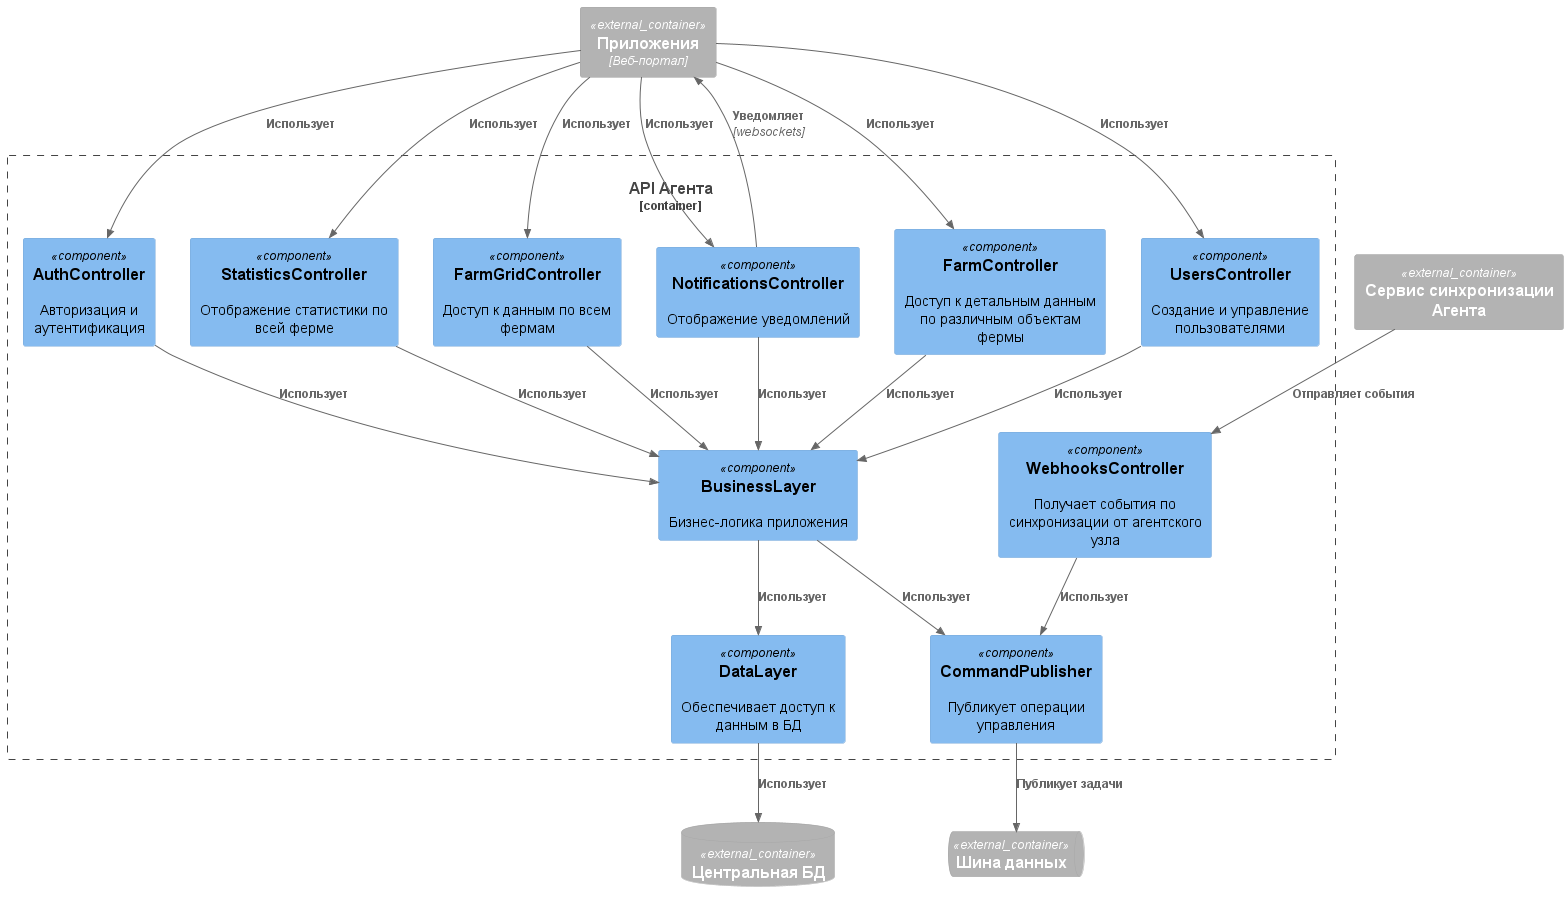 «external_container»
Приложения
[Веб-портал]
Использует
Использует
Использует
Использует
Уведомляет
[websockets]
Использует
Использует
API Агента
[container]
«component»
AuthController
Авторизация и
аутентификация
«component»
StatisticsController
Отображение статистики по
всей ферме
«component»
FarmGridController
Доступ к данным по всем
фермам
«component»
NotificationsController
Отображение уведомлений
«component»
FarmController
Доступ к детальным данным
по различным объектам
фермы
«component»
UsersController
Создание и управление
пользователями
«external_container»
Сервис синхронизации
Агента
Использует
Использует
Использует
Использует
Использует
Использует
Отправляет события
«component»
BusinessLayer
Бизнес-логика приложения
«component»
WebhooksController
Получает события по
синхронизации от агентского
узла
Использует
Использует
Использует
«component»
DataLayer
Обеспечивает доступ к
данным в БД
«component»
CommandPublisher
Публикует операции
управления
Использует
Публикует задачи
«external_container»
Центральная БД
«external_container»
Шина данных